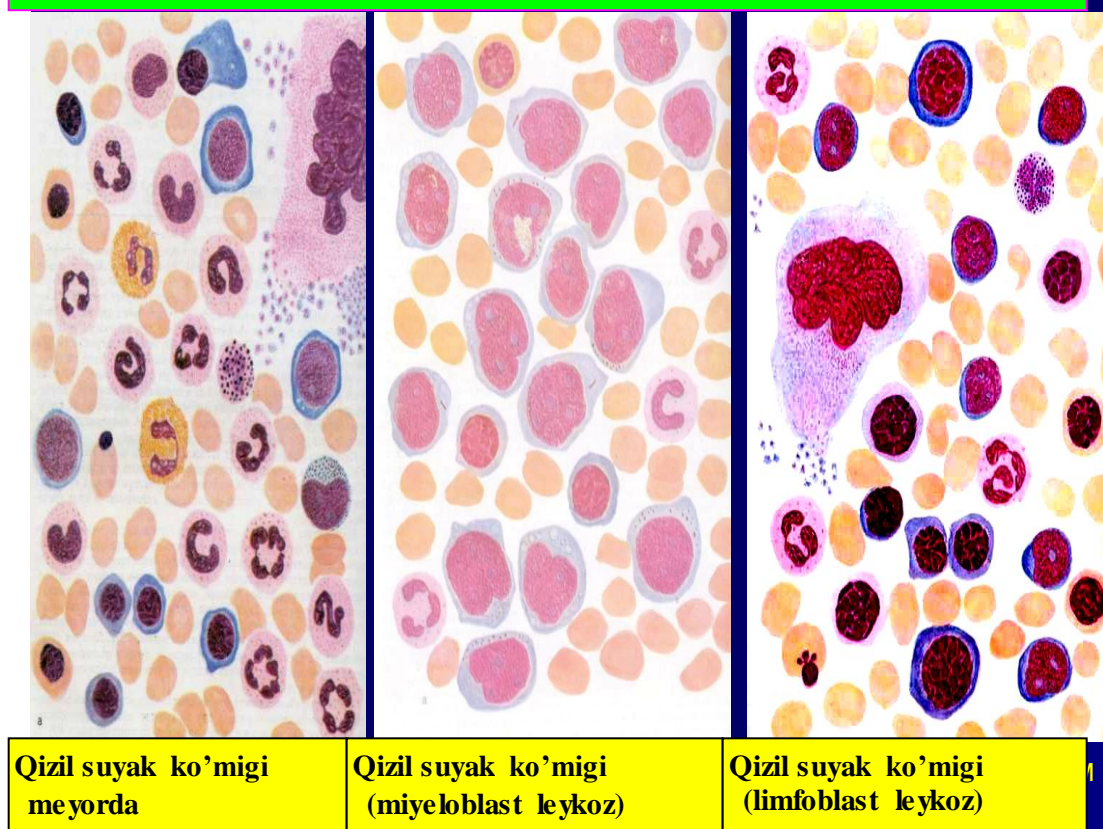 Qizil suyak ko’migi
meyorda
Qizil suyak ko’migi
(miyeloblast leykoz)
Qizil suyak ko’migi
(limfoblast leykoz)
a
a